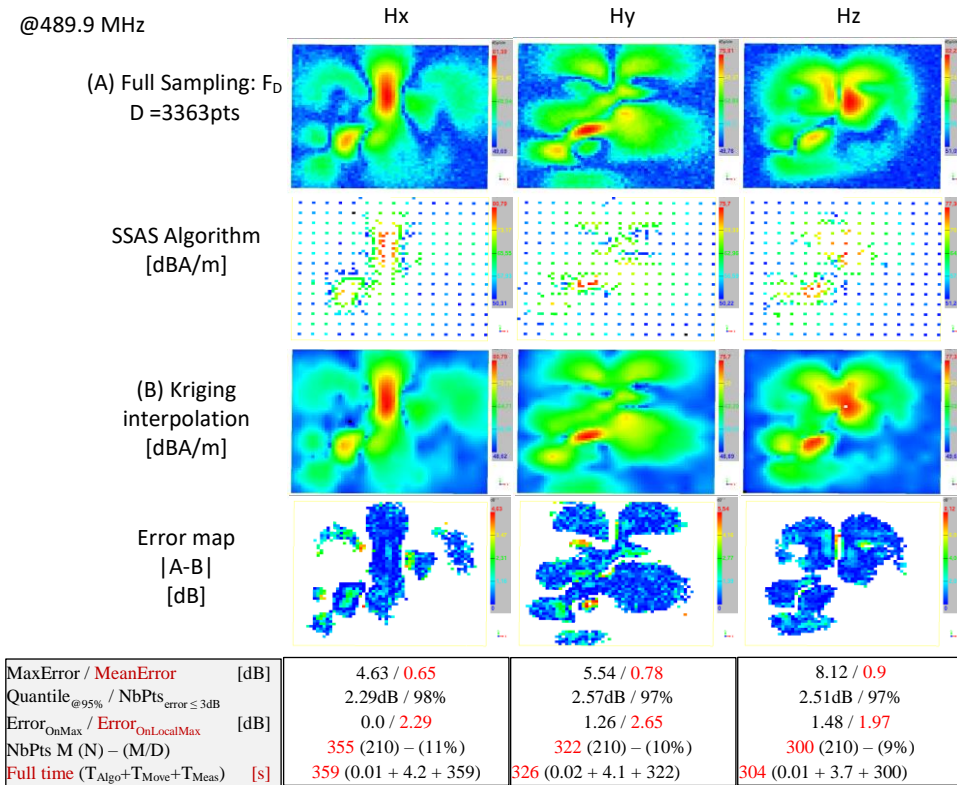 @489.9 MHz
Hx
Hy
Hz
(A) Full Sampling: FD
D =3363pts
SSAS Algorithm
[dBA/m]
(B) Kriging
interpolation
[dBA/m]
Error map
|A-B|
[dB]
MaxError / MeanError [dB] 4.63 / 0.65 5.54 / 0.78 8.12 / 0.9
Quantile@95% / NbPtserror ≤ 3dB 2.29dB / 98% 2.57dB / 97% 2.51dB / 97%
ErrorOnMax / ErrorOnLocalMax [dB] 0.0 / 2.29 1.26 / 2.65 1.48 / 1.97
NbPts M (N) – (M/D) 355 (210) – (11%) 322 (210) – (10%) 300 (210) – (9%)
Full time (TAlgo+TMove+TMeas) [s] 359 (0.01 + 4.2 + 359) 326 (0.02 + 4.1 + 322) 304 (0.01 + 3.7 + 300)